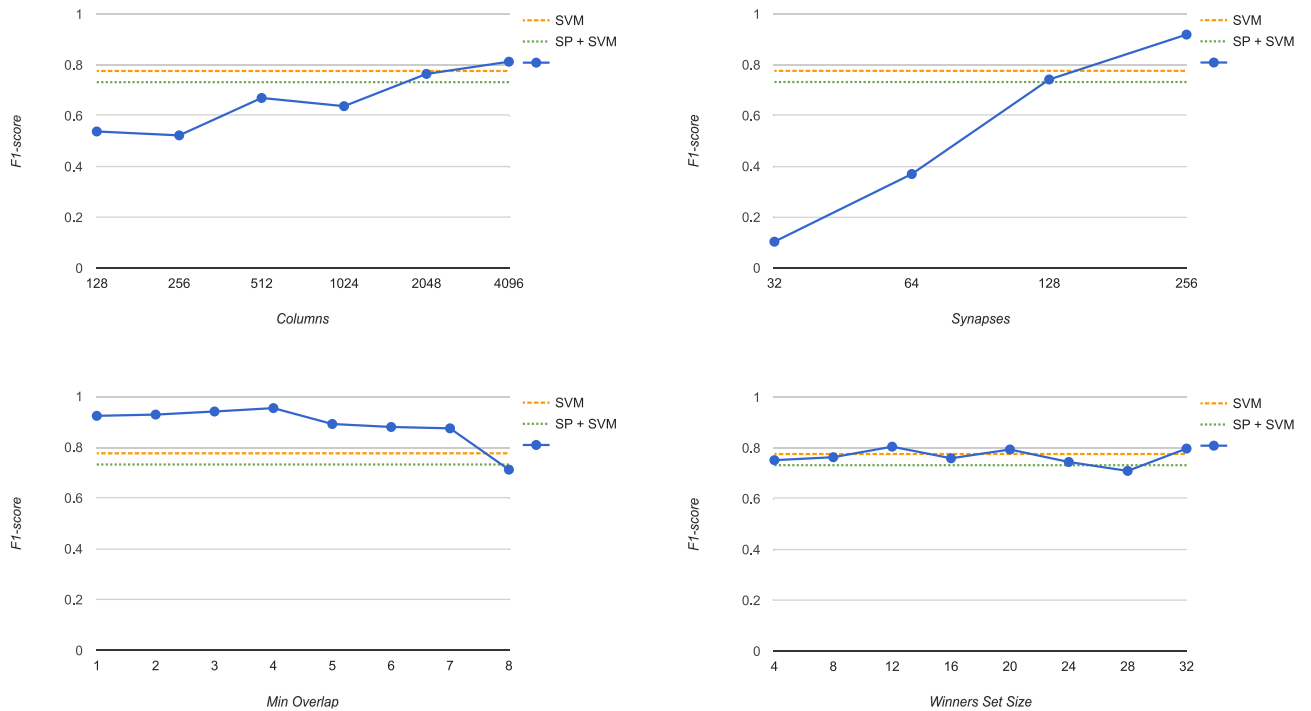 1
0.8
0.6
0.4
0.2
0
F1-score
128 256 512 1024 2048 4096
Columns
SVM
SP + SVM
1
0.8
0.6
0.4
0.2
0
F1-score
32 64 128 256
Synapses
SVM
SP + SVM
1
0.8
0.6
0.4
0.2
0
F1-score
1 2 3 4 5 6 7 8
Min Overlap
SVM
SP + SVM
1
0.8
0.6
0.4
0.2
0
F1-score
4 8 12 16 20 24 28 32
Winners Set Size
SVM
SP + SVM